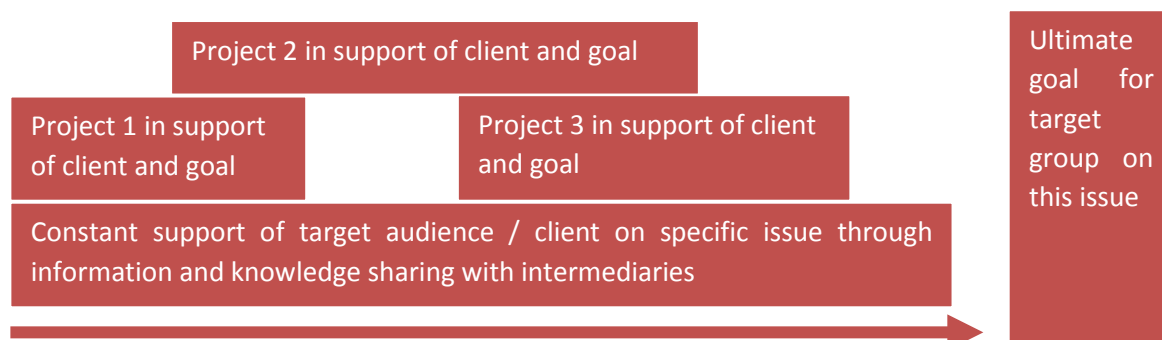 Project 2 in support of client and goal
Project 1 in support
of client and goal
Project 3 in support of client
and goal
Constant support of target audience / client on specific issue through
information and knowledge sharing with intermediaries
Ultimate
goal for
target
group on
this issue